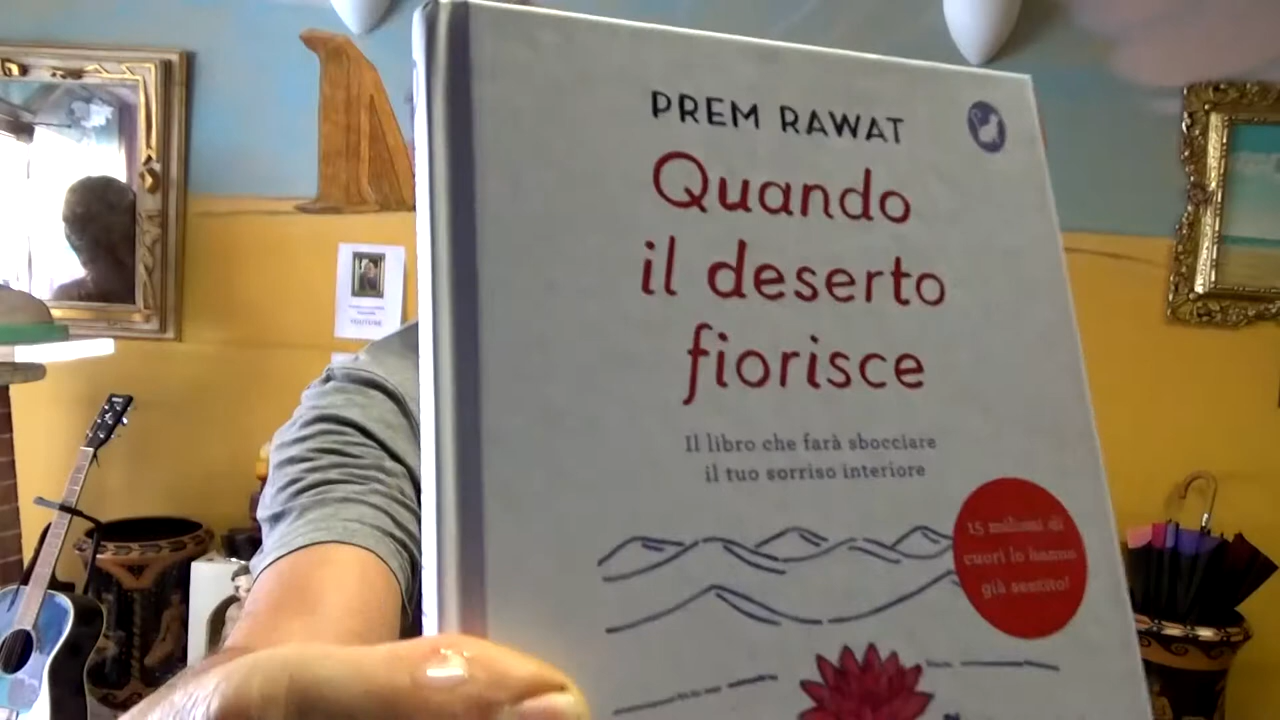 PREM RAWAT
Quando
il deserto
fiorisce
Il libro che farà sbocciare
il tuo sorriso interiore
15 milioni di
cuori lo hanno
già sentito!
YOUTUBE